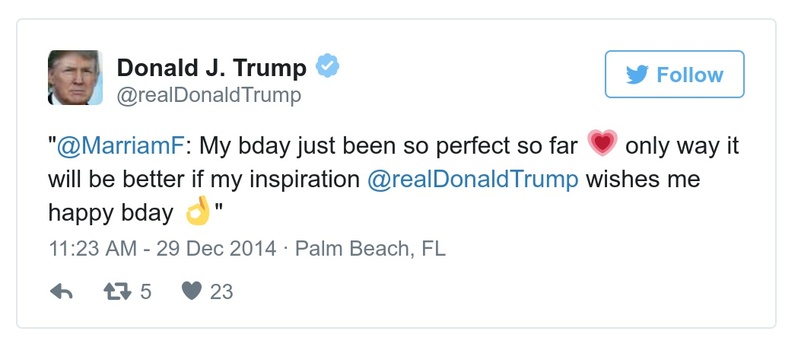 Donald J. Trump
@realDonaldTrump
Follow
"@MarriamF: My bday just been so perfect so far 💗 only way it
will be better if my inspiration @realDonaldTrump wishes me
happy bday 👌"
11:23 AM - 29 Dec 2014 · Palm Beach, FL
5 23